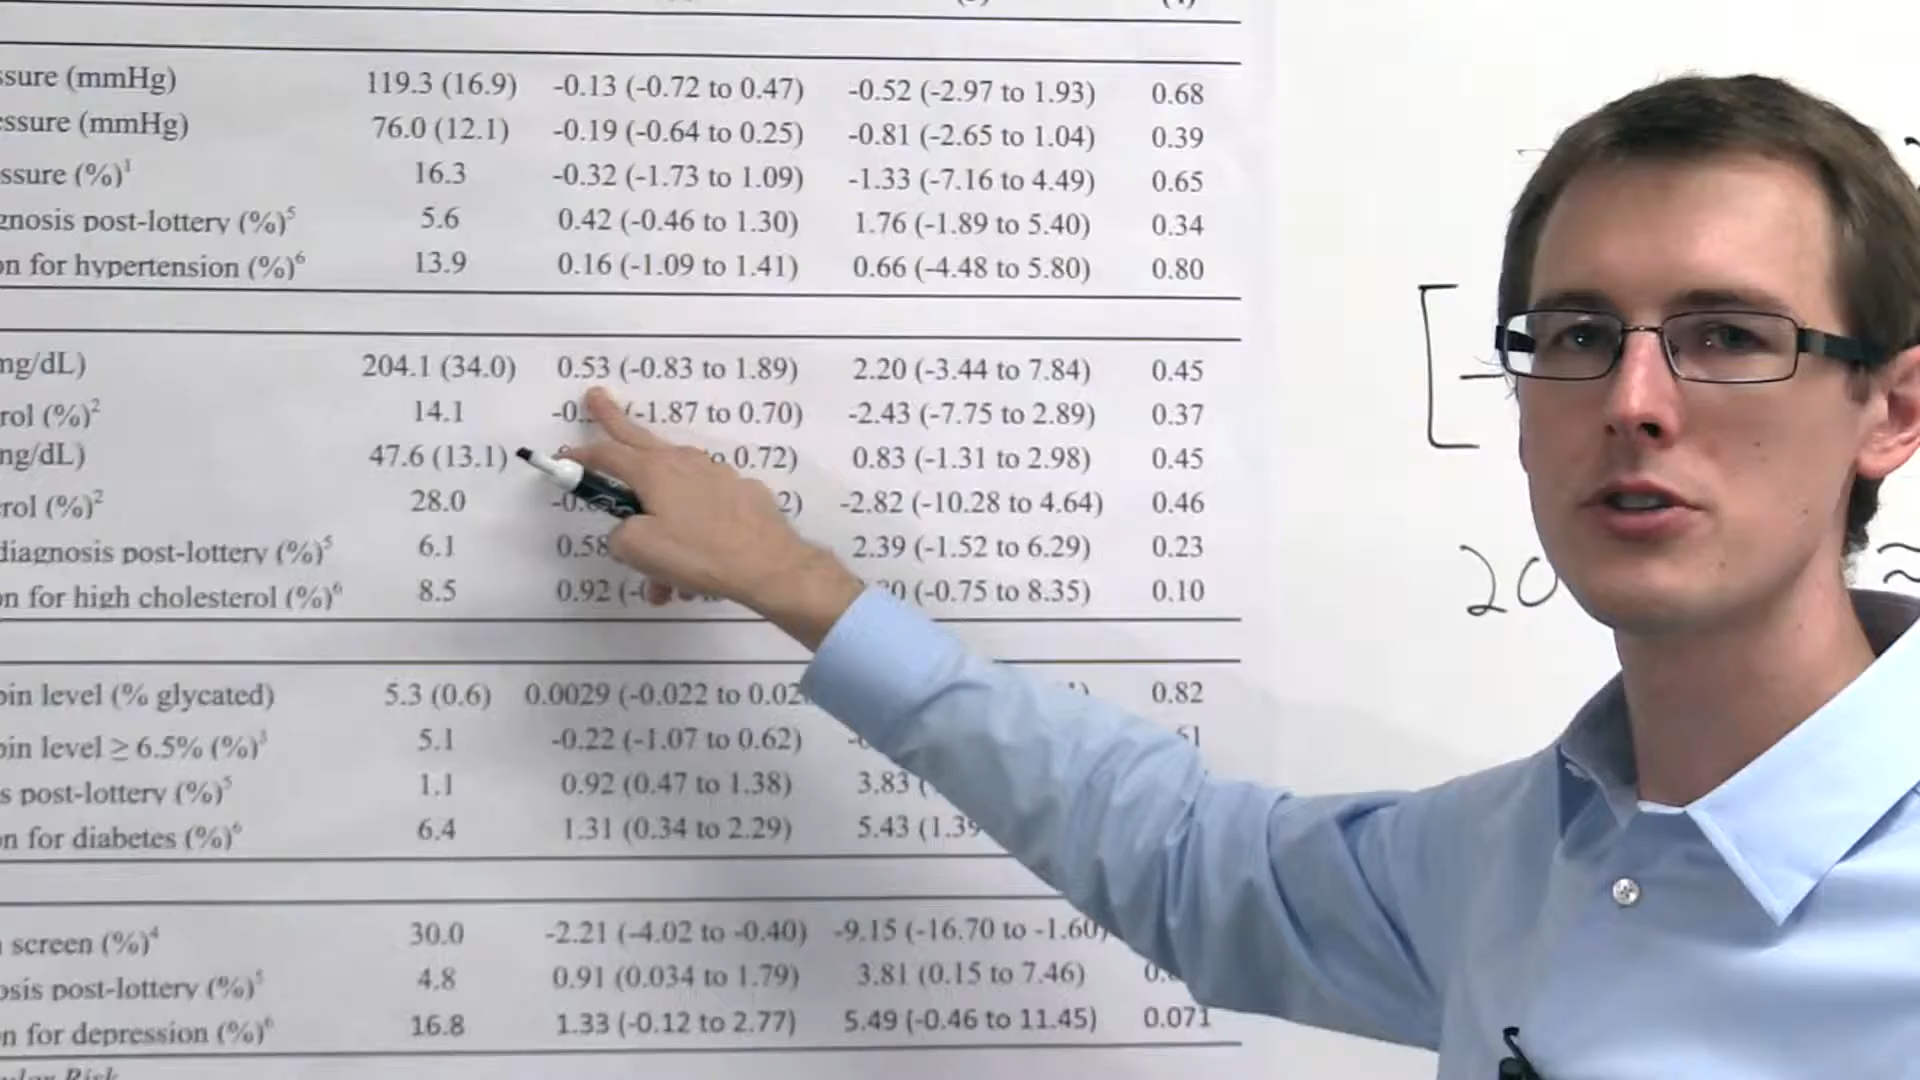 ssure (mmHg) 119.3 (16.9) -0.13 (-0.72 to 0.47) -0.52 (-2.97 to 1.93) 0.68
essure (mmHg) 76.0 (12.1) -0.19 (-0.64 to 0.25) -0.81 (-2.65 to 1.04) 0.39
ssure (%)¹ 16.3 -0.32 (-1.73 to 1.09) -1.33 (-7.16 to 4.49) 0.65
gnosis post-lottery (%)⁵ 5.6 0.42 (-0.46 to 1.30) 1.76 (-1.89 to 5.40) 0.34
on for hypertension (%)⁶ 13.9 0.16 (-1.09 to 1.41) 0.66 (-4.48 to 5.80) 0.80
mg/dL) 204.1 (34.0) 0.53 (-0.83 to 1.89) 2.20 (-3.44 to 7.84) 0.45
rol (%)² 14.1 (-1.87 to 0.70) -2.43 (-7.75 to 2.89) 0.37
mg/dL) 47.6 (13.1) to 0.72) 0.83 (-1.31 to 2.98) 0.45
rol (%)² 28.0 -2.82 (-10.28 to 4.64) 0.46
diagnosis post-lottery (%)⁵ 6.1 0.58 2.39 (-1.52 to 6.29) 0.23
on for high cholesterol (%)⁶ 8.5 0.92 (-0.75 to 8.35) 0.10
bin level (% glycated) 5.3 (0.6) 0.0029 (-0.022 to 0.02 0.82
bin level ≥ 6.5% (%)³ 5.1 -0.22 (-1.07 to 0.62)
s post-lottery (%)⁵ 1.1 0.92 (0.47 to 1.38) 3.83 (
on for diabetes (%)⁶ 6.4 1.31 (0.34 to 2.29) 5.43 (1.39
screen (%)⁴ 30.0 -2.21 (-4.02 to -0.40) -9.15 (-16.70 to -1.60)
osis post-lottery (%)⁵ 4.8 0.91 (0.034 to 1.79) 3.81 (0.15 to 7.46)
on for depression (%)⁶ 16.8 1.33 (-0.12 to 2.77) 5.49 (-0.46 to 11.45) 0.071
Risk
[-
20 ≈